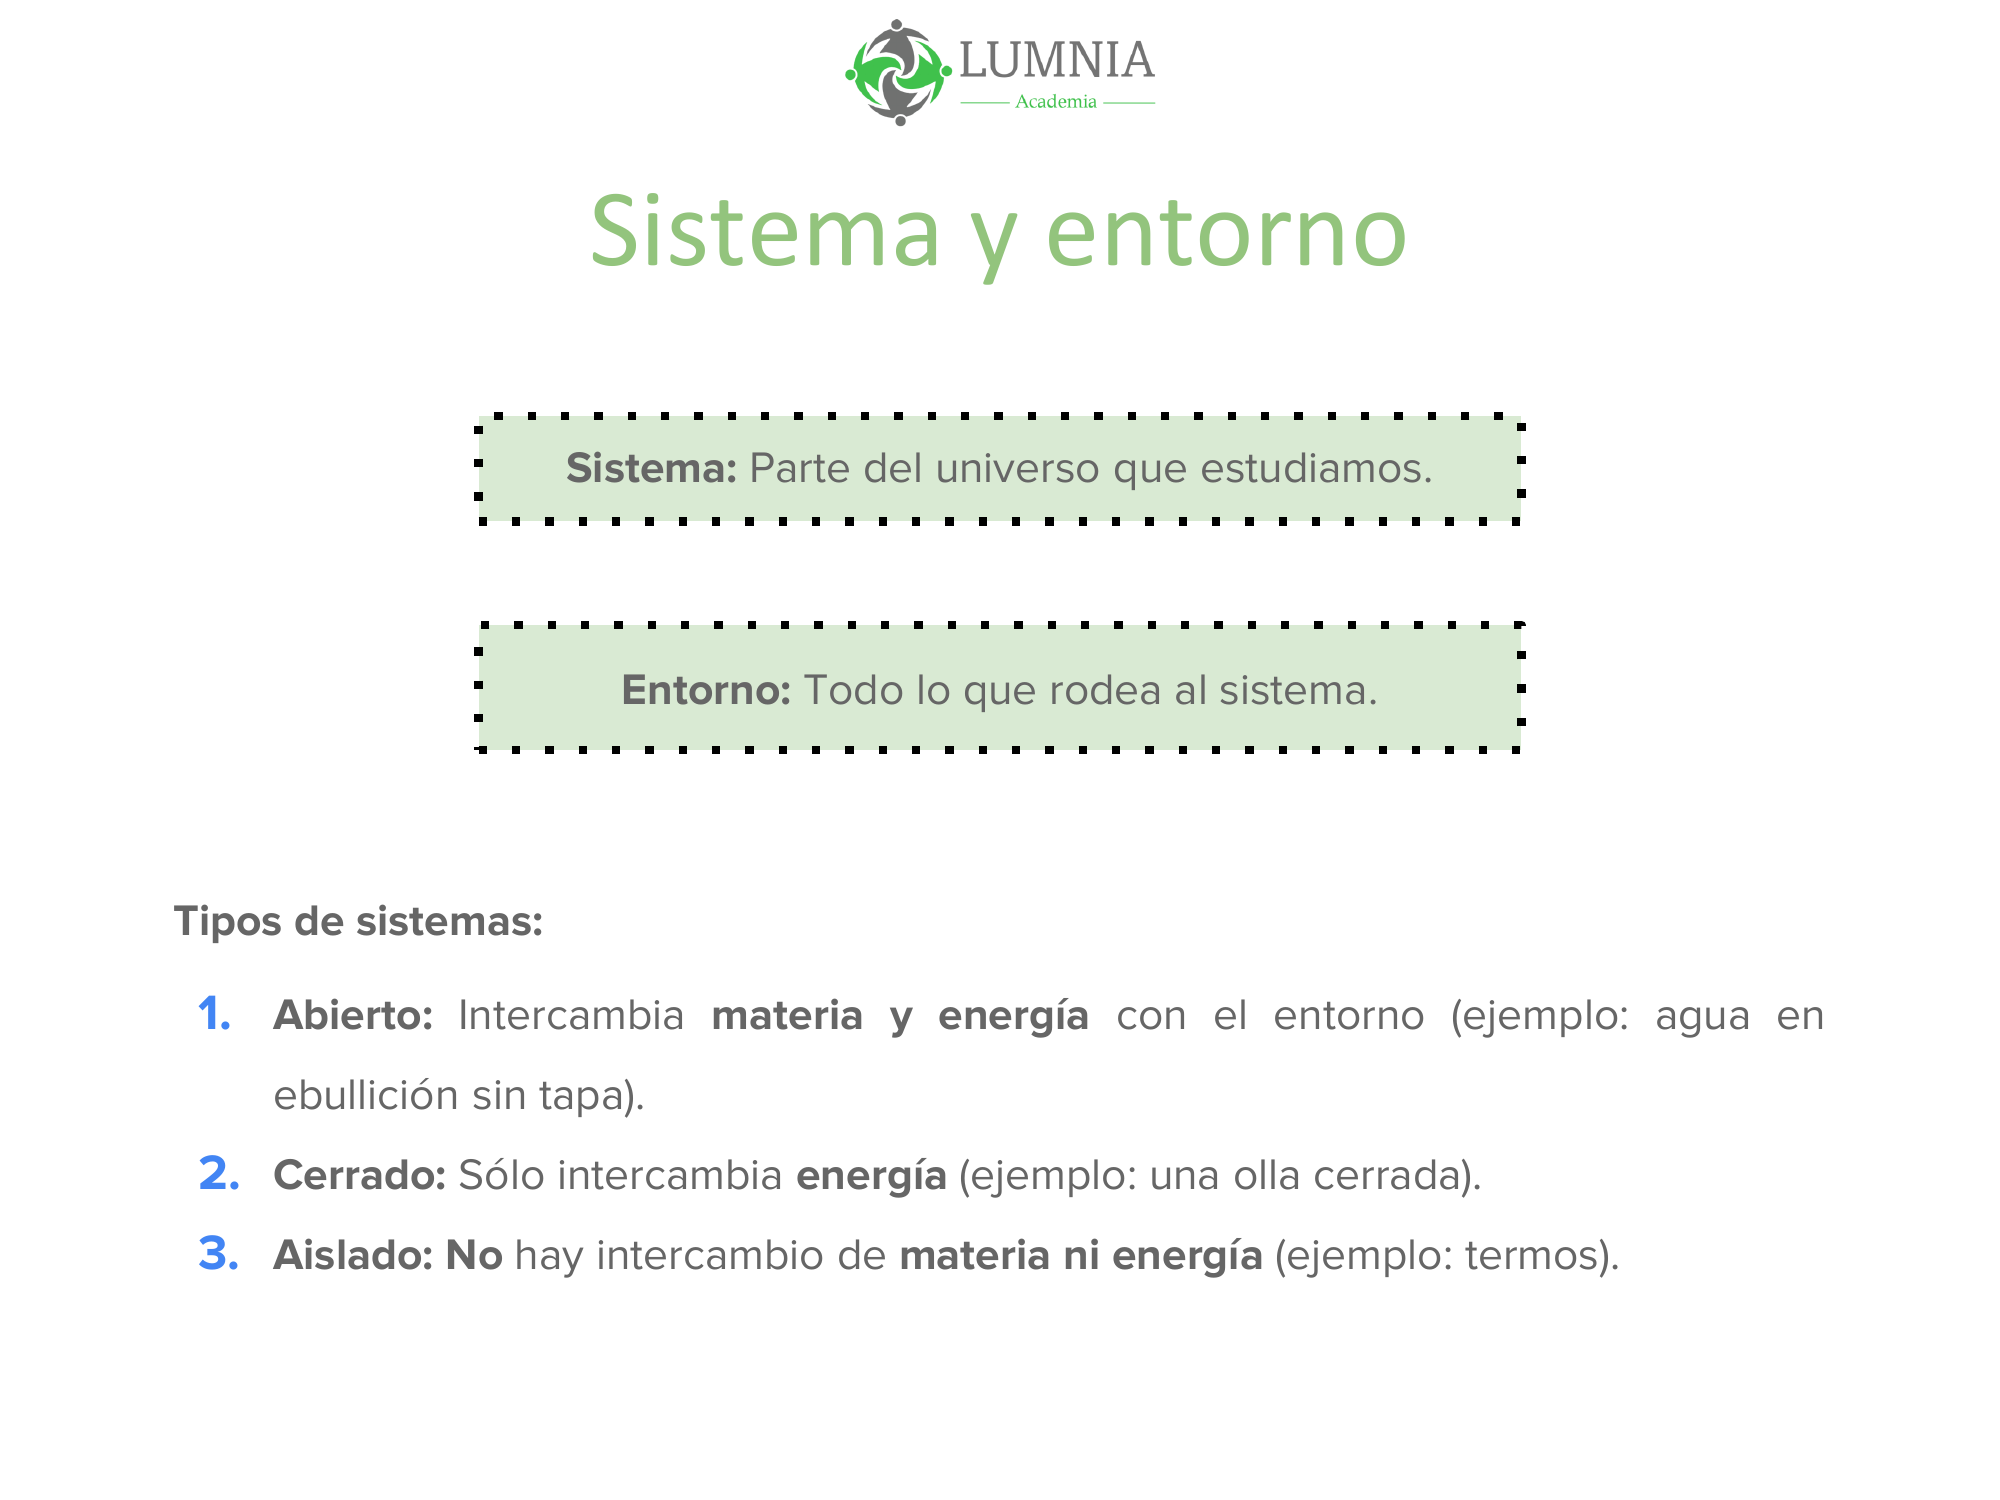 LUMNIA
Academia
Sistema y entorno
Sistema: Parte del universo que estudiamos.
Entorno: Todo lo que rodea al sistema.
Tipos de sistemas:
1. Abierto: Intercambia materia y energía con el entorno (ejemplo: agua en
ebullición sin tapa).
2. Cerrado: Sólo intercambia energía (ejemplo: una olla cerrada).
3. Aislado: No hay intercambio de materia ni energía (ejemplo: termos).